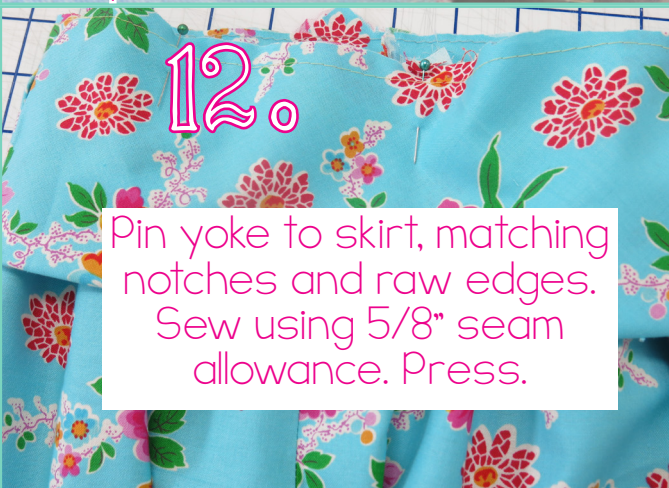 12.
Pin yoke to skirt, matching
notches and raw edges.
Sew using 5/8" seam
allowance. Press.